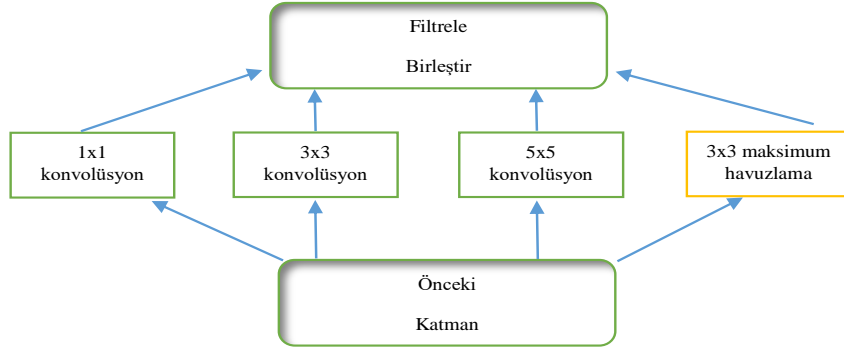 Filtrele
Birleştir
1x1
konvolüsyon
3x3
konvolüsyon
5x5
konvolüsyon
3x3 maksimum
havuzlama
Önceki
Katman